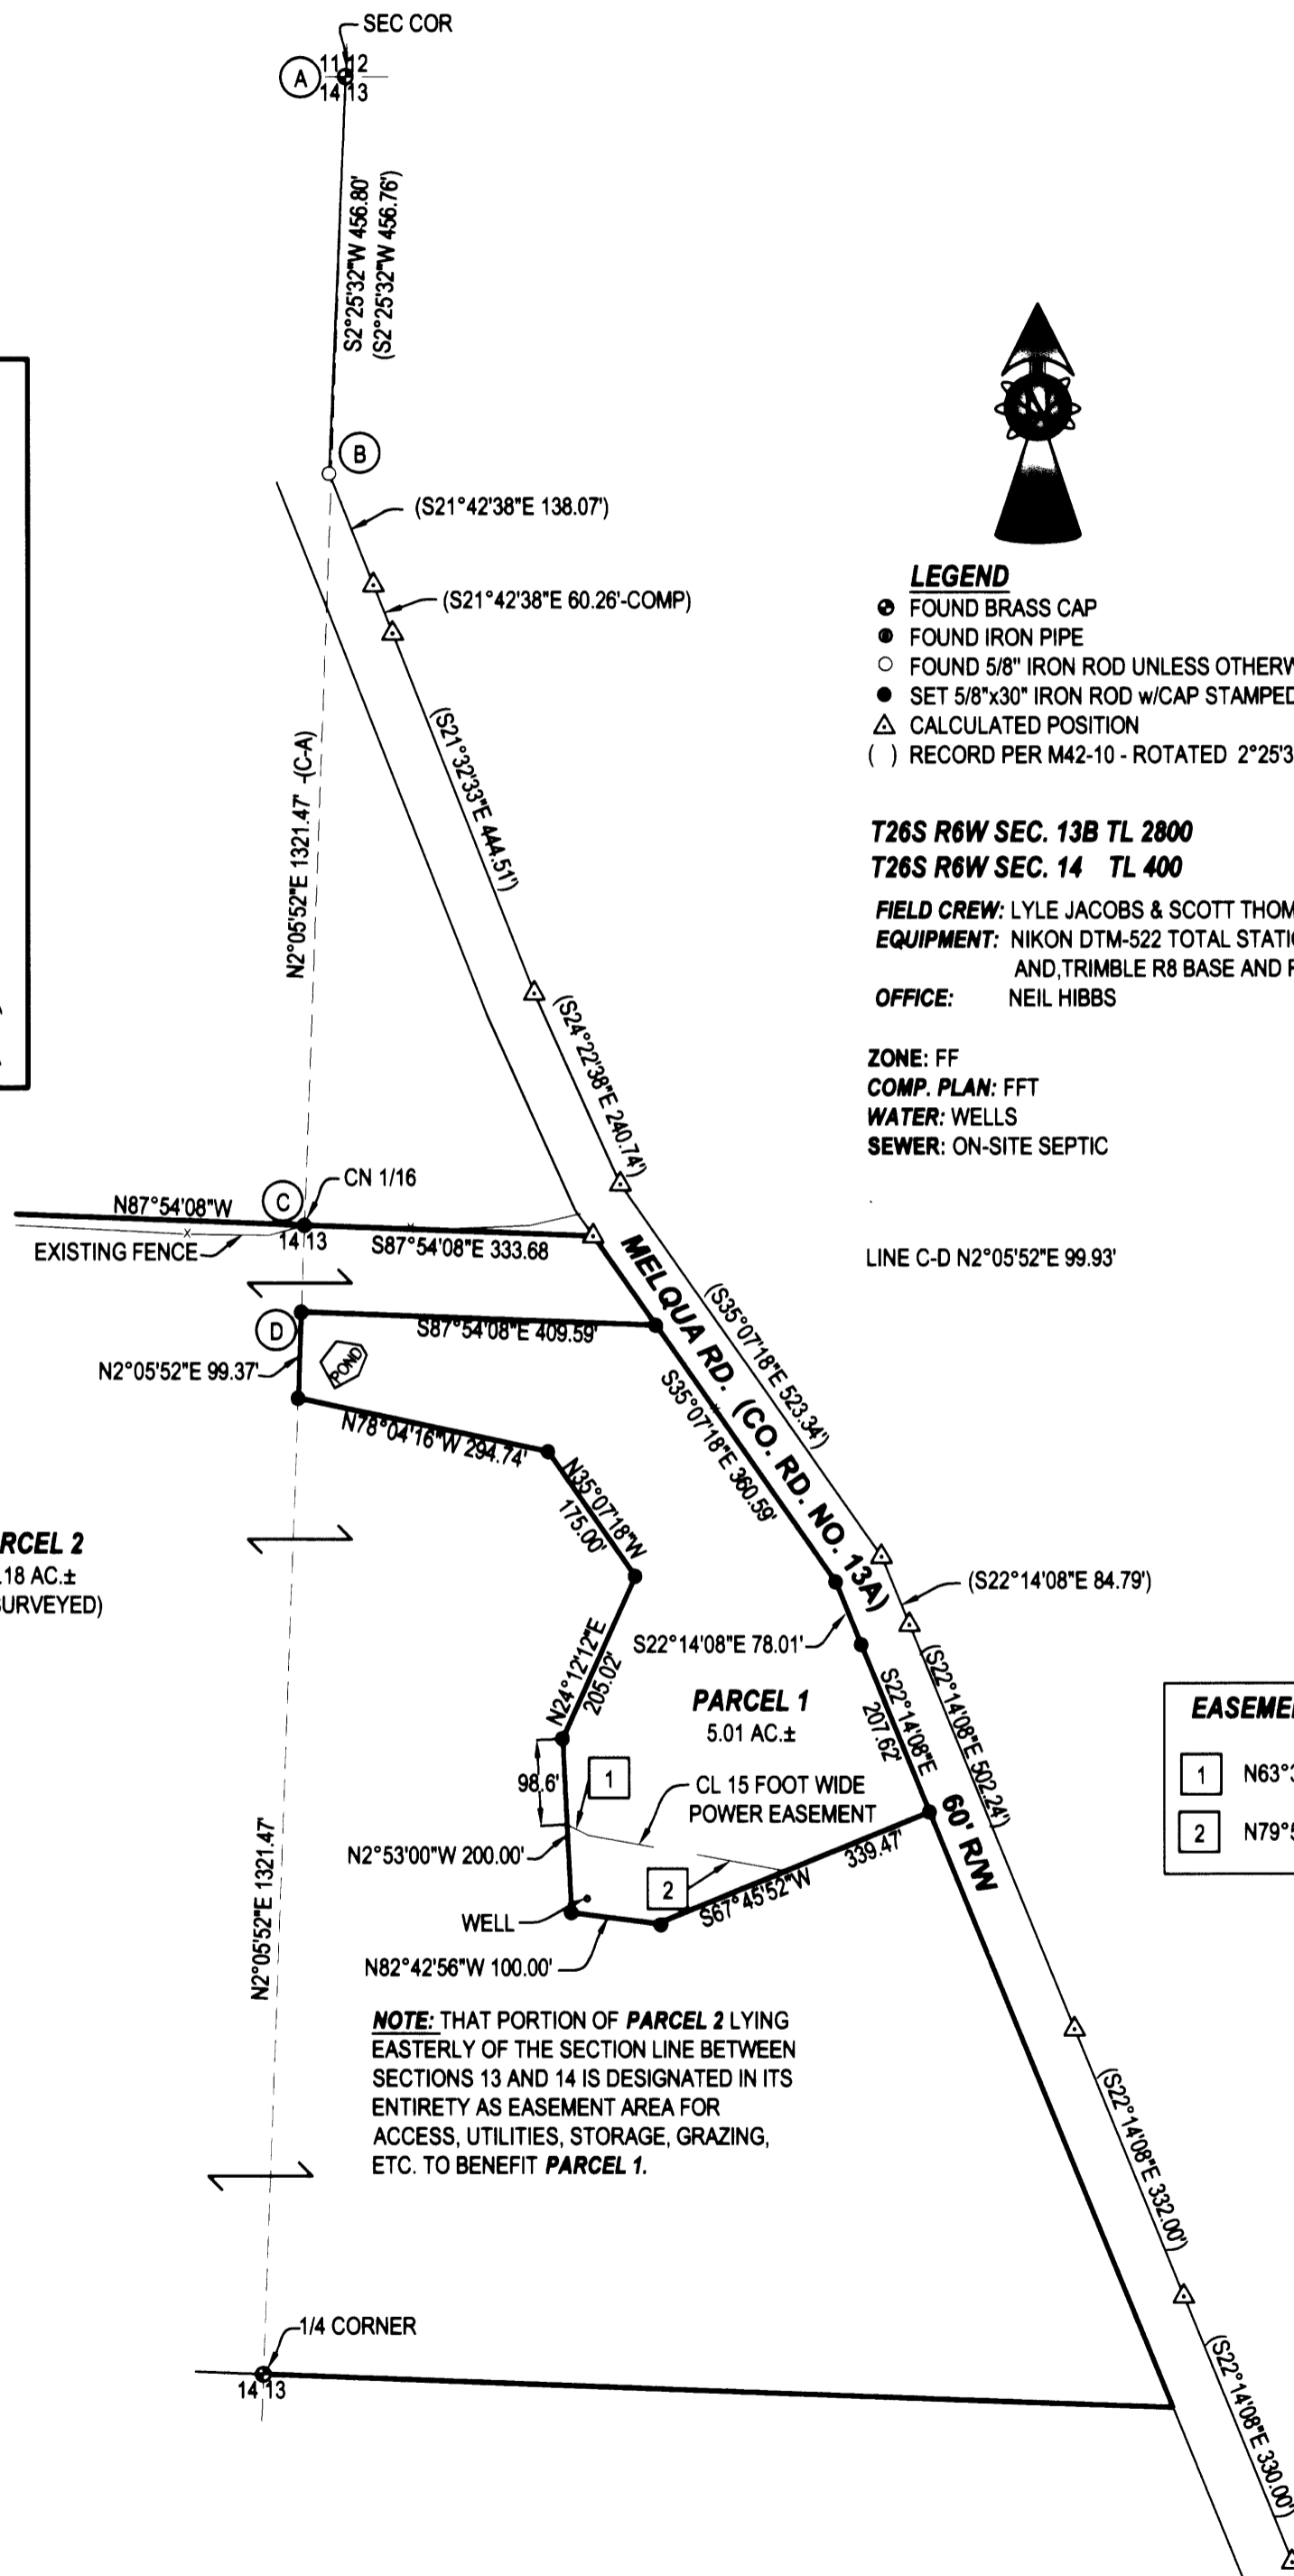 SEC COR
A
11 12
14 13
S2°25'32"W 456.80'
(S2°25'32"W 456.76')
B
(S21°42'38"E 138.07')
(S21°42'38"E 60.26'-COMP)
LEGEND
FOUND BRASS CAP
FOUND IRON PIPE
FOUND 5/8" IRON ROD UNLESS
SET 5/8"x30" IRON ROD w/CAP STAMPED
CALCULATED POSITION
( ) RECORD PER M42-10 - ROTATED 2°25'3
(S21°32'33"E 444.51')
N2°05'52"E 1321.47' -(C-A)
T26S R6W SEC. 13B TL 2800
T26S R6W SEC. 14 TL 400
FIELD CREW: LYLE JACOBS & SCOTT
EQUIPMENT: NIKON DTM-522 TOTAL
AND,TRIMBLE R8 BASE AND
OFFICE: NEIL HIBBS
(S24°22'38"E 240.74')
ZONE: FF
COMP. PLAN: FFT
WATER: WELLS
SEWER: ON-SITE SEPTIC
CN 1/16
N87°54'08"W
C
14 13
EXISTING FENCE
S87°54'08"E 333.68
LINE C-D N2°05'52"E 99.93'
MELQUA RD. (CO. RD. NO. 13A)
(S35°07'18"E 523.34')
D
S87°54'08"E 409.59'
N2°05'52"E 99.37'
POND
S35°07'18"E 360.59'
N78°04'16"W 294.74'
N35°07'18"W
175.00'
RCEL 2
.18 AC.±
SURVEYED)
(S22°14'08"E 84.79')
N24°12'12"E
205.02'
S22°14'08"E 78.01'
PARCEL 1
5.01 AC.±
S22°14'08"E
207.62'
(S22°14'08"E 502.24')
EASEME
1 N63°
2 N79°5
98.6'
1
CL 15 FOOT WIDE
POWER EASEMENT
60' R/W
N2°53'00"W 200.00'
339.47'
S67°45'52"W
2
WELL
N82°42'56"W 100.00'
N2°05'52"E 1321.47'
NOTE: THAT PORTION OF PARCEL 2 LYING
EASTERLY OF THE SECTION LINE BETWEEN
SECTIONS 13 AND 14 IS DESIGNATED IN ITS
ENTIRETY AS EASEMENT AREA FOR
ACCESS, UTILITIES, STORAGE, GRAZING,
ETC. TO BENEFIT PARCEL 1.
(S22°14'08"E 332.00')
1/4 CORNER
14 13
(S22°14'08"E 330.00')